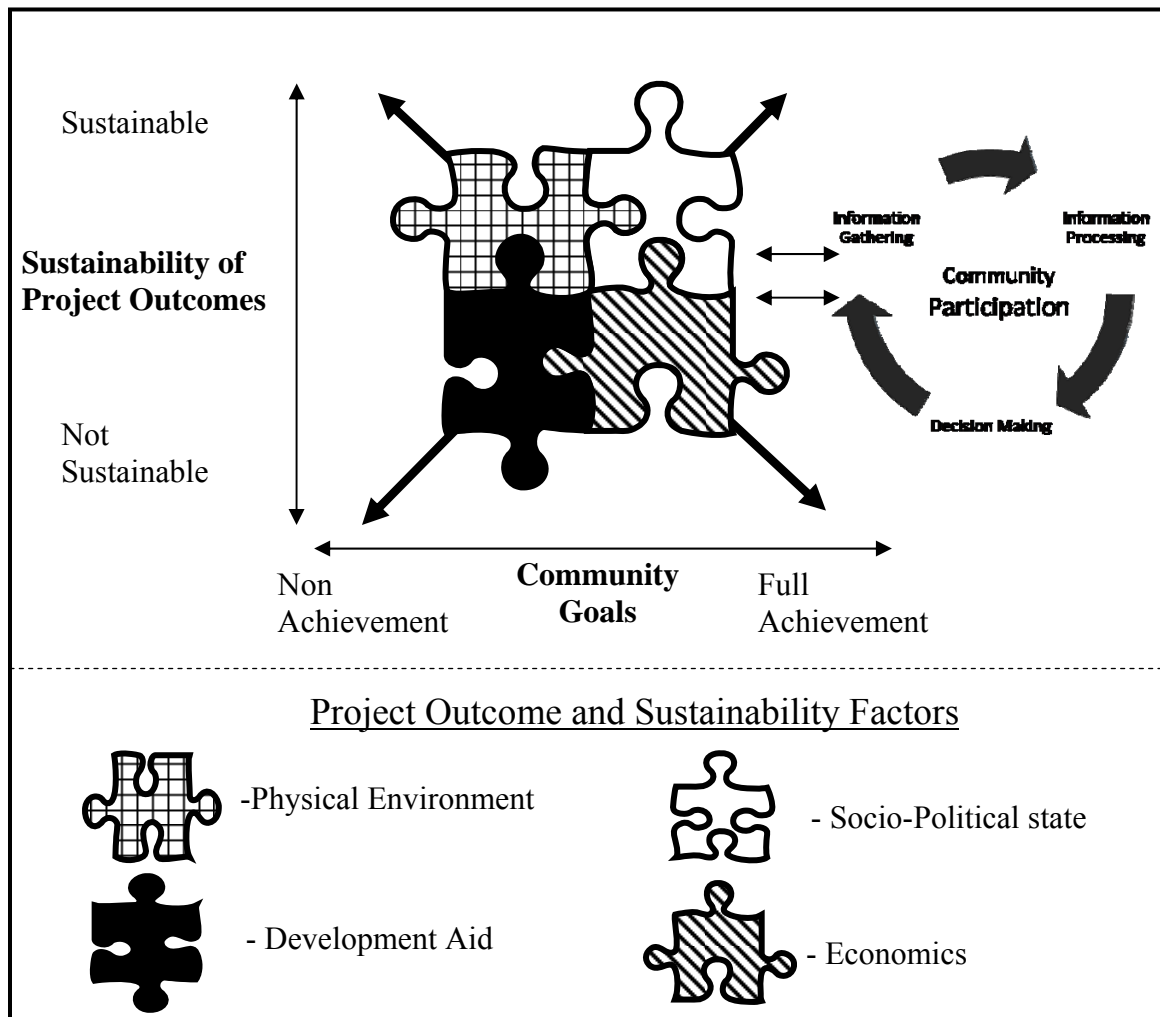 Sustainable
Sustainability of
Project Outcomes
Not
Sustainable
Non
Achievement
Community
Goals
Full
Achievement
Information
Gathering
Information
Processing
Community
Participation
Decision Making
Project Outcome and Sustainability Factors
-Physical Environment
- Socio-Political state
- Development Aid
- Economics